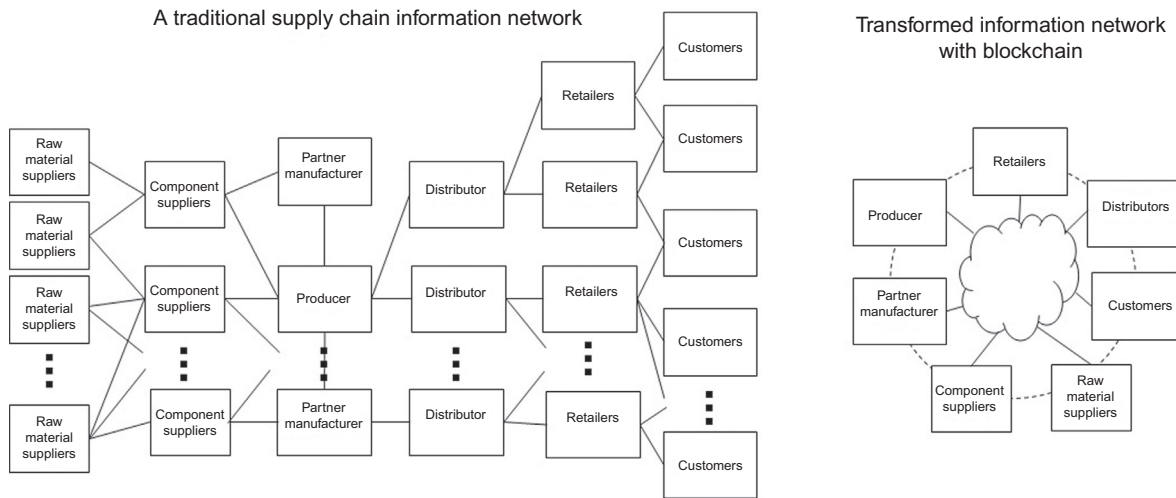 A traditional supply chain information network
Raw
material
suppliers
Raw
material
suppliers
Raw
material
suppliers
Raw
material
suppliers
Component
suppliers
Component
suppliers
Component
suppliers
Partner
manufacturer
Producer
Partner
manufacturer
Distributor
Distributor
Distributor
Retailers
Retailers
Retailers
Retailers
Customers
Customers
Customers
Customers
Customers
Transformed information network
with blockchain
Retailers
Producer
Distributors
Partner
manufacturer
Customers
Component
suppliers
Raw
material
suppliers